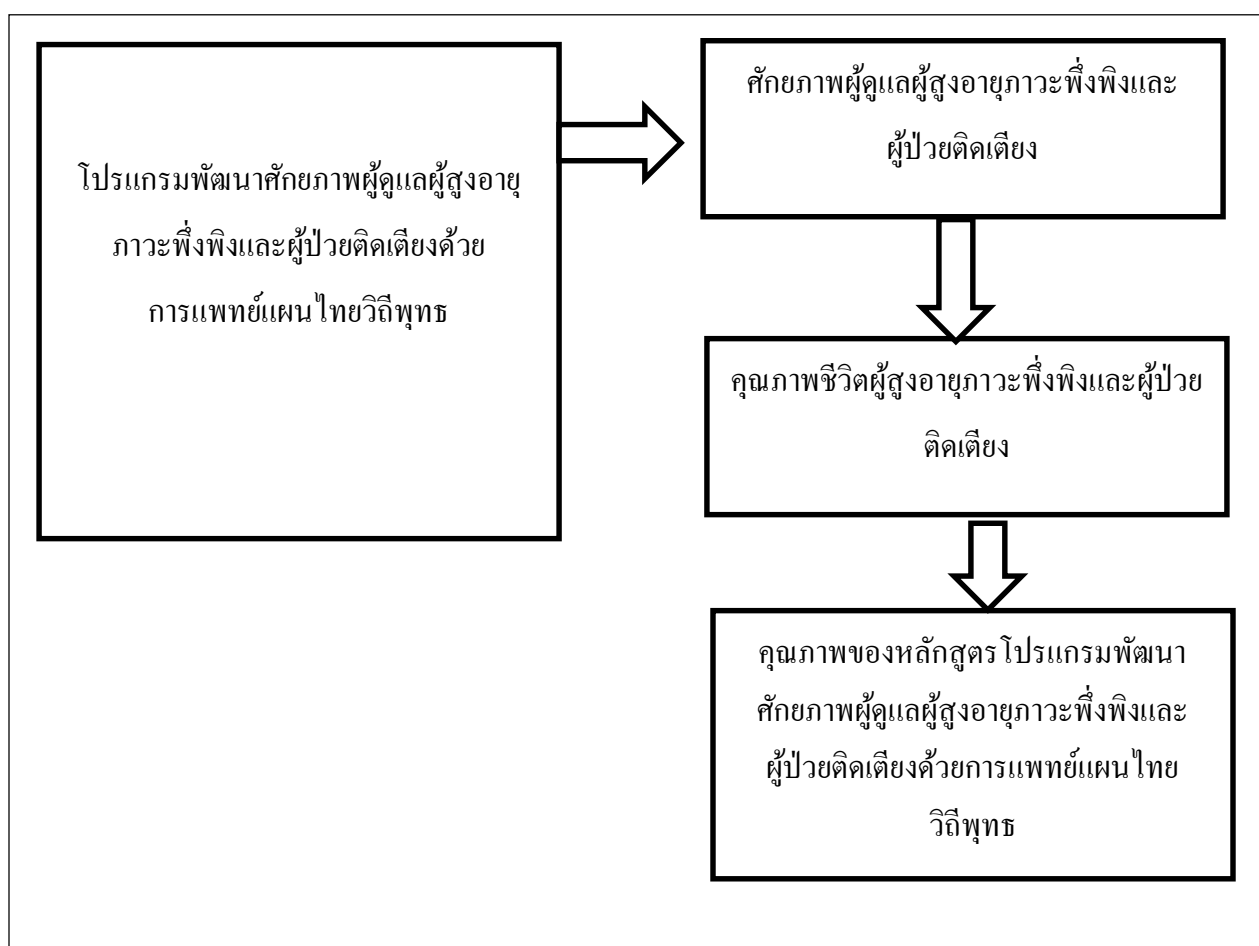 โปรแกรมพัฒนาศักยภาพผู้ดูแลผู้สูงอายุ
ภาวะพึ่งพิงและผู้ป่วยติดเตียงด้วย
การแพทย์แผนไทยวิถีพุทธ
ศักยภาพผู้ดูแลผู้สูงอายุภาวะพึ่งพิงและ
ผู้ป่วยติดเตียง
คุณภาพชีวิตผู้สูงอายุภาวะพึ่งพิงและผู้ป่วย
ติดเตียง
คุณภาพของหลักสูตรโปรแกรมพัฒนา
ศักยภาพผู้ดูแลผู้สูงอายุภาวะพึ่งพิงและ
ผู้ป่วยติดเตียงด้วยการแพทย์แผนไทย
วิถีพุทธ